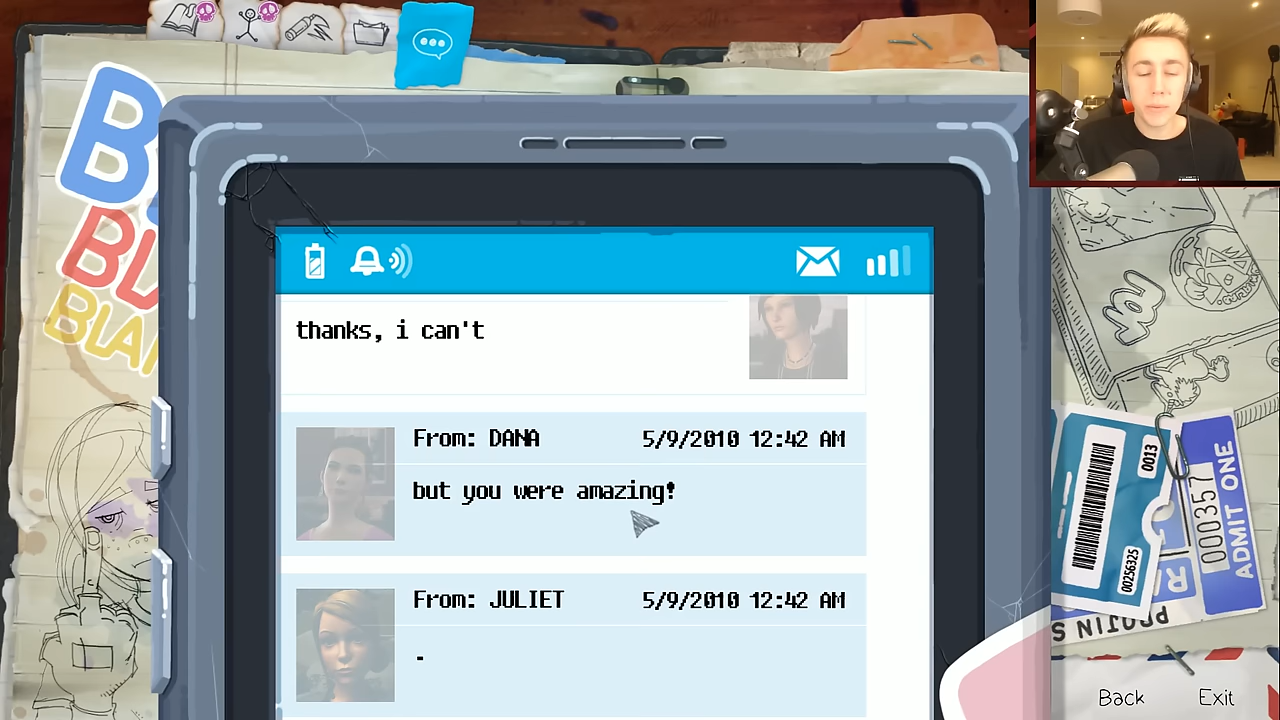 thanks, i can't
From: DANA 5/9/2010 12:42 AM
but you were amazing!
From: JULIET 5/9/2010 12:42 AM
-
0013
00256325
000357
ADMIT ONE
Back Exit